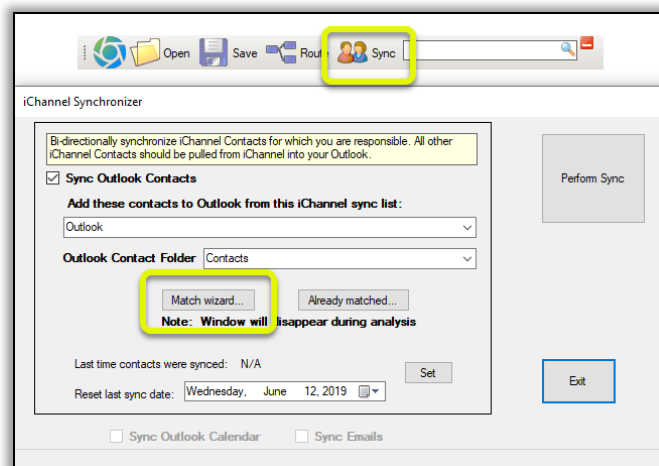 Open Save Route Sync
iChannel Synchronizer
Bi-directionally synchronize iChannel Contacts for which you are responsible. All other
iChannel Contacts should be pulled from iChannel into your Outlook.
Sync Outlook Contacts
Perform Sync
Add these contacts to Outlook from this iChannel sync list:
Outlook
Outlook Contact Folder Contacts
Match wizard... Already matched...
Note: Window will disappear during analysis
Last time contacts were synced: N/A
Set
Reset last sync date: Wednesday, June 12, 2019
Exit
Sync Outlook Calendar Sync Emails